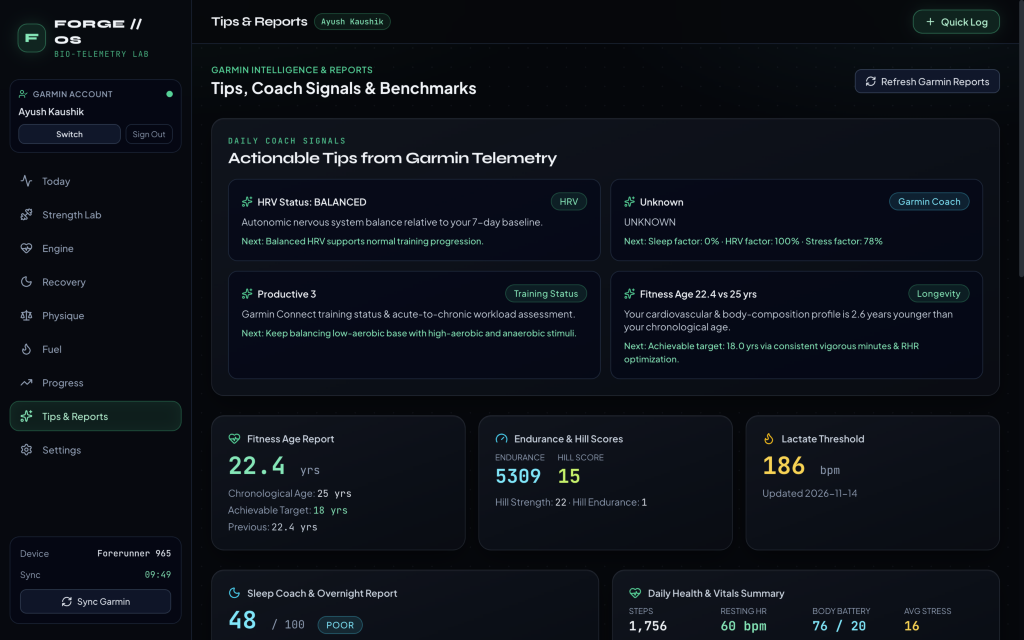 FORGE //
OS
BIO-TELEMETRY LAB
GARMIN ACCOUNT
Ayush Kaushik
Switch
Sign Out
Today
Strength Lab
Engine
Recovery
Physique
Fuel
Progress
Tips & Reports
Settings
Device
Forerunner 965
Sync
09:49
Sync Garmin
Tips & Reports
Ayush Kaushik
+ Quick Log
GARMIN INTELLIGENCE & REPORTS
Tips, Coach Signals & Benchmarks
Refresh Garmin Reports
DAILY COACH SIGNALS
Actionable Tips from Garmin Telemetry
HRV Status: BALANCED
HRV
Autonomic nervous system balance relative to your 7-day baseline.
Next: Balanced HRV supports normal training progression.
Unknown
Garmin Coach
UNKNOWN
Next: Sleep factor: 0% · HRV factor: 100% · Stress factor: 78%
Productive 3
Training Status
Garmin Connect training status & acute-to-chronic workload assessment.
Next: Keep balancing low-aerobic base with high-aerobic and anaerobic stimuli.
Fitness Age 22.4 vs 25 yrs
Longevity
Your cardiovascular & body-composition profile is 2.6 years younger than
your chronological age.
Next: Achievable target: 18.0 yrs via consistent vigorous minutes & RHR
optimization.
Fitness Age Report
22.4 yrs
Chronological Age: 25 yrs
Achievable Target: 18 yrs
Previous: 22.4 yrs
Endurance & Hill Scores
ENDURANCE HILL SCORE
5309 15
Hill Strength: 22 · Hill Endurance: 1
Lactate Threshold
186 bpm
Updated 2026-11-14
Sleep Coach & Overnight Report
48 / 100 POOR
Daily Health & Vitals Summary
STEPS RESTING HR BODY BATTERY AVG STRESS
1,756 60 bpm 76 / 20 16